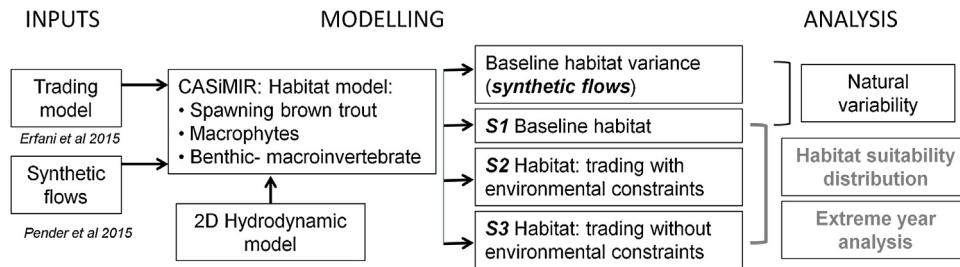 INPUTS
MODELLING
ANALYSIS
Trading
model
Erfani et al 2015
Synthetic
flows
Pender et al 2015
CASiMIR: Habitat model:
• Spawning brown trout
• Macrophytes
• Benthic- macroinvertebrate
2D Hydrodynamic
model
Baseline habitat variance
(synthetic flows)
S1 Baseline habitat
S2 Habitat: trading with
environmental constraints
S3 Habitat: trading without
environmental constraints
Natural
variability
Habitat suitability
distribution
Extreme year
analysis